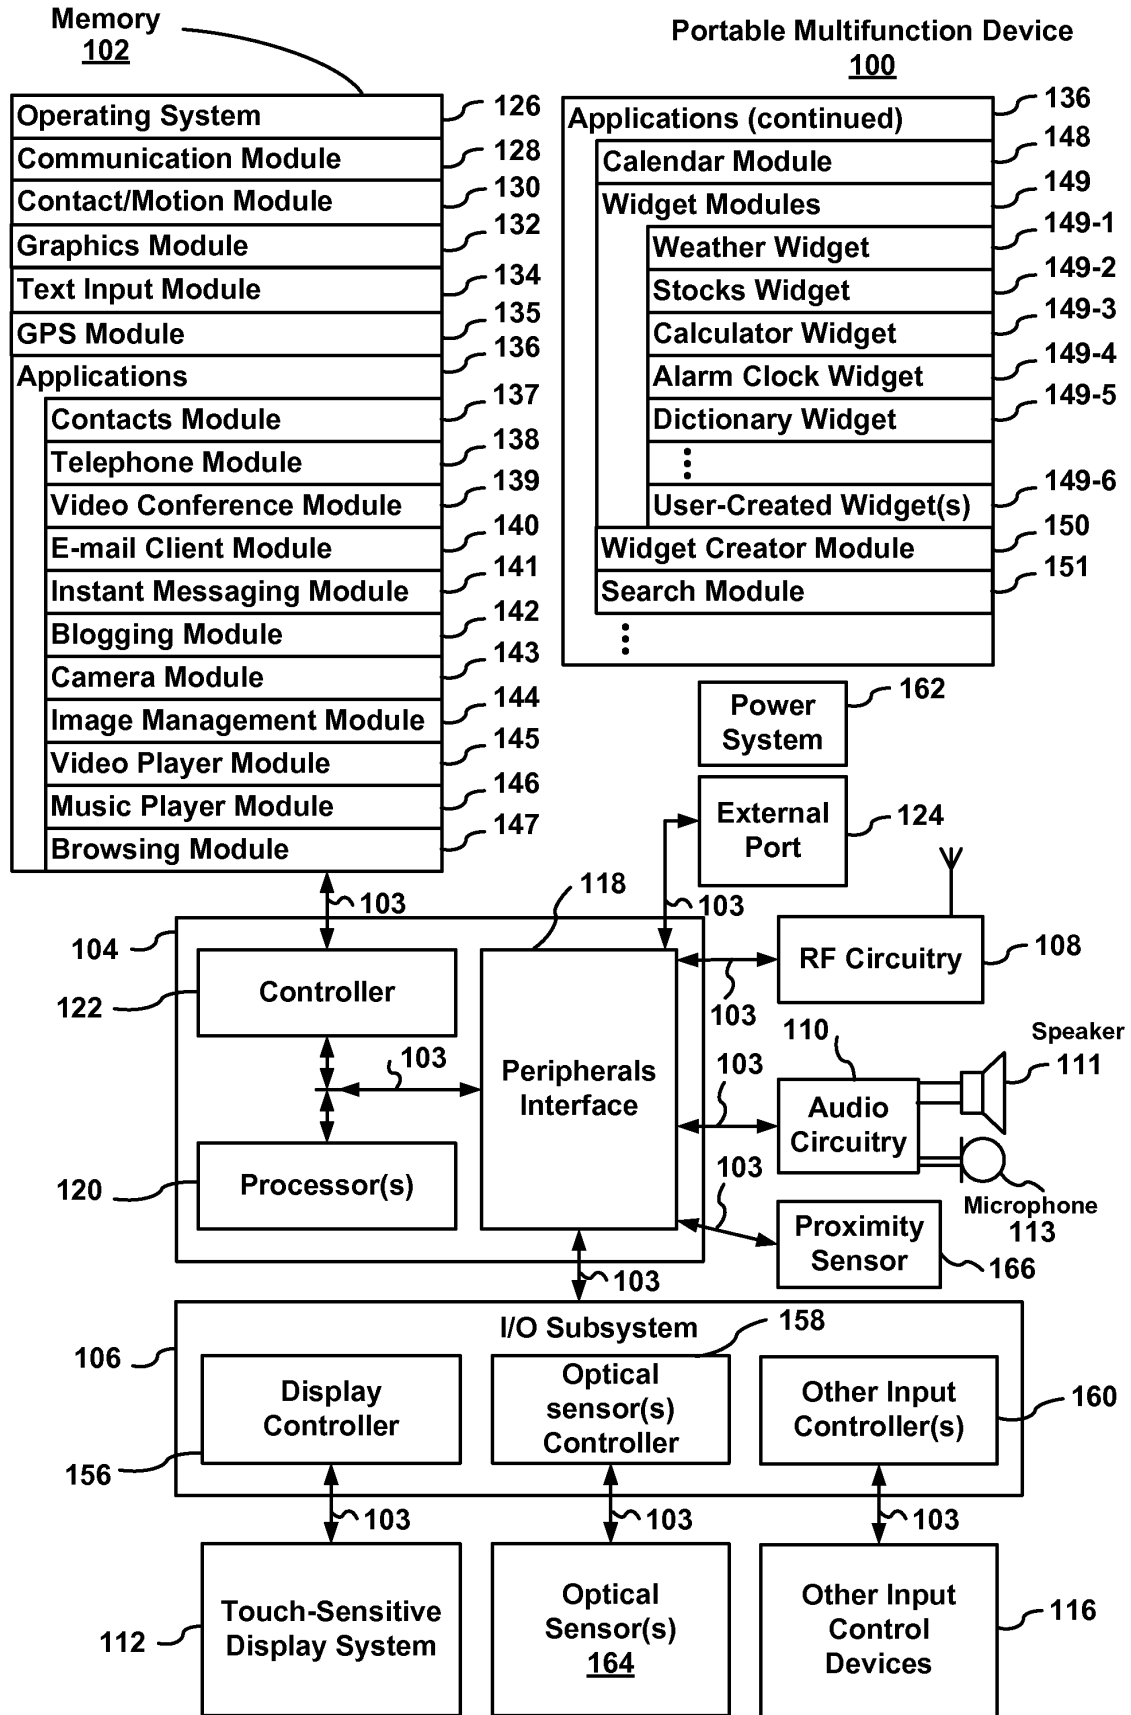 Memory
102
Operating System 126
Communication Module 128
Contact/Motion Module 130
Graphics Module 132
Text Input Module 134
GPS Module 135
Applications 136
Contacts Module 137
Telephone Module 138
Video Conference Module 139
E-mail Client Module 140
Instant Messaging Module 141
Blogging Module 142
Camera Module 143
Image Management Module 144
Video Player Module 145
Music Player Module 146
Browsing Module 147
Portable Multifunction Device
100
Applications (continued) 136
Calendar Module 148
Widget Modules 149
Weather Widget 149-1
Stocks Widget 149-2
Calculator Widget 149-3
Alarm Clock Widget 149-4
Dictionary Widget 149-5
User-Created Widget(s) 149-6
Widget Creator Module 150
Search Module 151
Power
System
162
External
Port
124
103
118
103
104
Controller
122
103
Peripherals
Interface
Processor(s)
120
RF Circuitry
108
103
110
Speaker
111
103
Audio
Circuitry
103
Microphone
113
Proximity
Sensor
166
103
I/O Subsystem
106
158
Display
Controller
156
Optical
sensor(s)
Controller
Other Input
Controller(s)
160
103
103
103
Touch-Sensitive
Display System
112
Optical
Sensor(s)
164
Other Input
Control
Devices
116